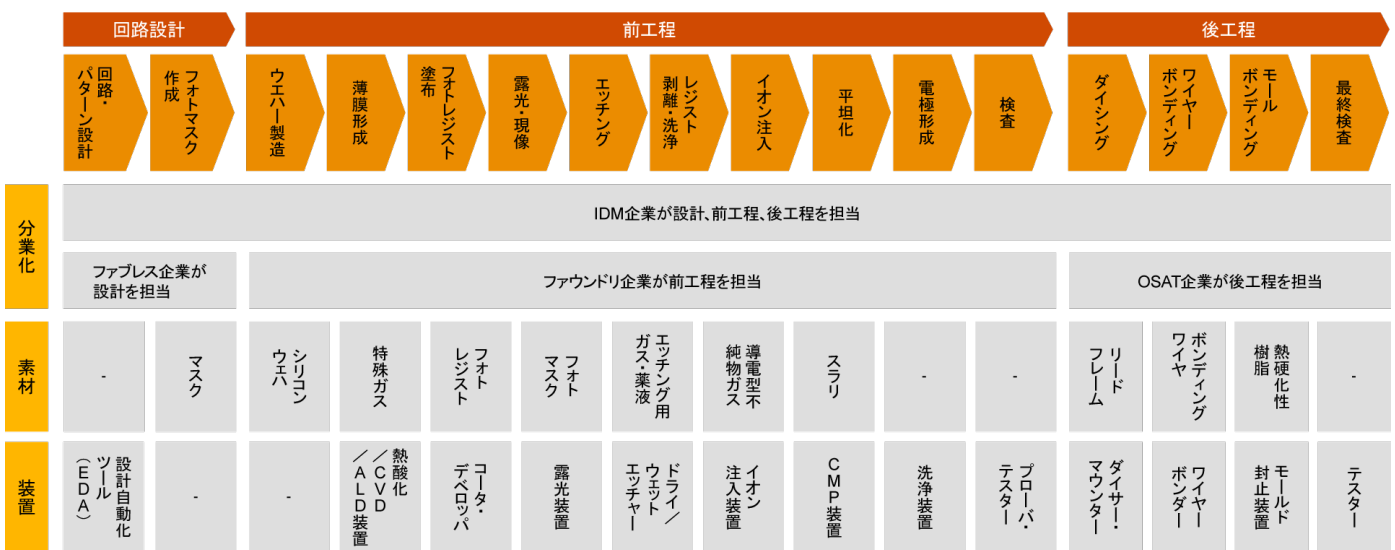 回路設計
前工程
後工程
回路・
パターン設計
フォトマスク
作成
ウエハー製造
薄膜形成
フォトレジスト
塗布
露光・現像
エッチング
レジスト
剥離・洗浄
イオン注入
平坦化
電極形成
検査
ダイシング
ワイヤー
ボンディング
モールド
ボンディング
最終検査
分業化
IDM企業が設計、前工程、後工程を担当
ファブレス企業が
設計を担当
ファウンドリ企業が前工程を担当
OSAT企業が後工程を担当
素材
-
マスク
シリコン
ウェハ
特殊ガス
フォト
レジスト
フォト
マスク
エッチング用
ガス・薬液
導電型不
純物ガス
スラリ
-
-
リード
フレーム
ボンディング
ワイヤ
熱硬化性
樹脂
-
装置
設計自動化
ツール
(EDA)
-
-
熱酸化
/CVD
/ALD装置
コータ・
デベロッパ
露光装置
ドライ/
ウェット
エッチャー
イオン
注入装置
CMP装置
洗浄装置
プローバ・
テスター
ダイサー・
マウンター
ワイヤー
ボンダー
モールド
封止装置
テスター